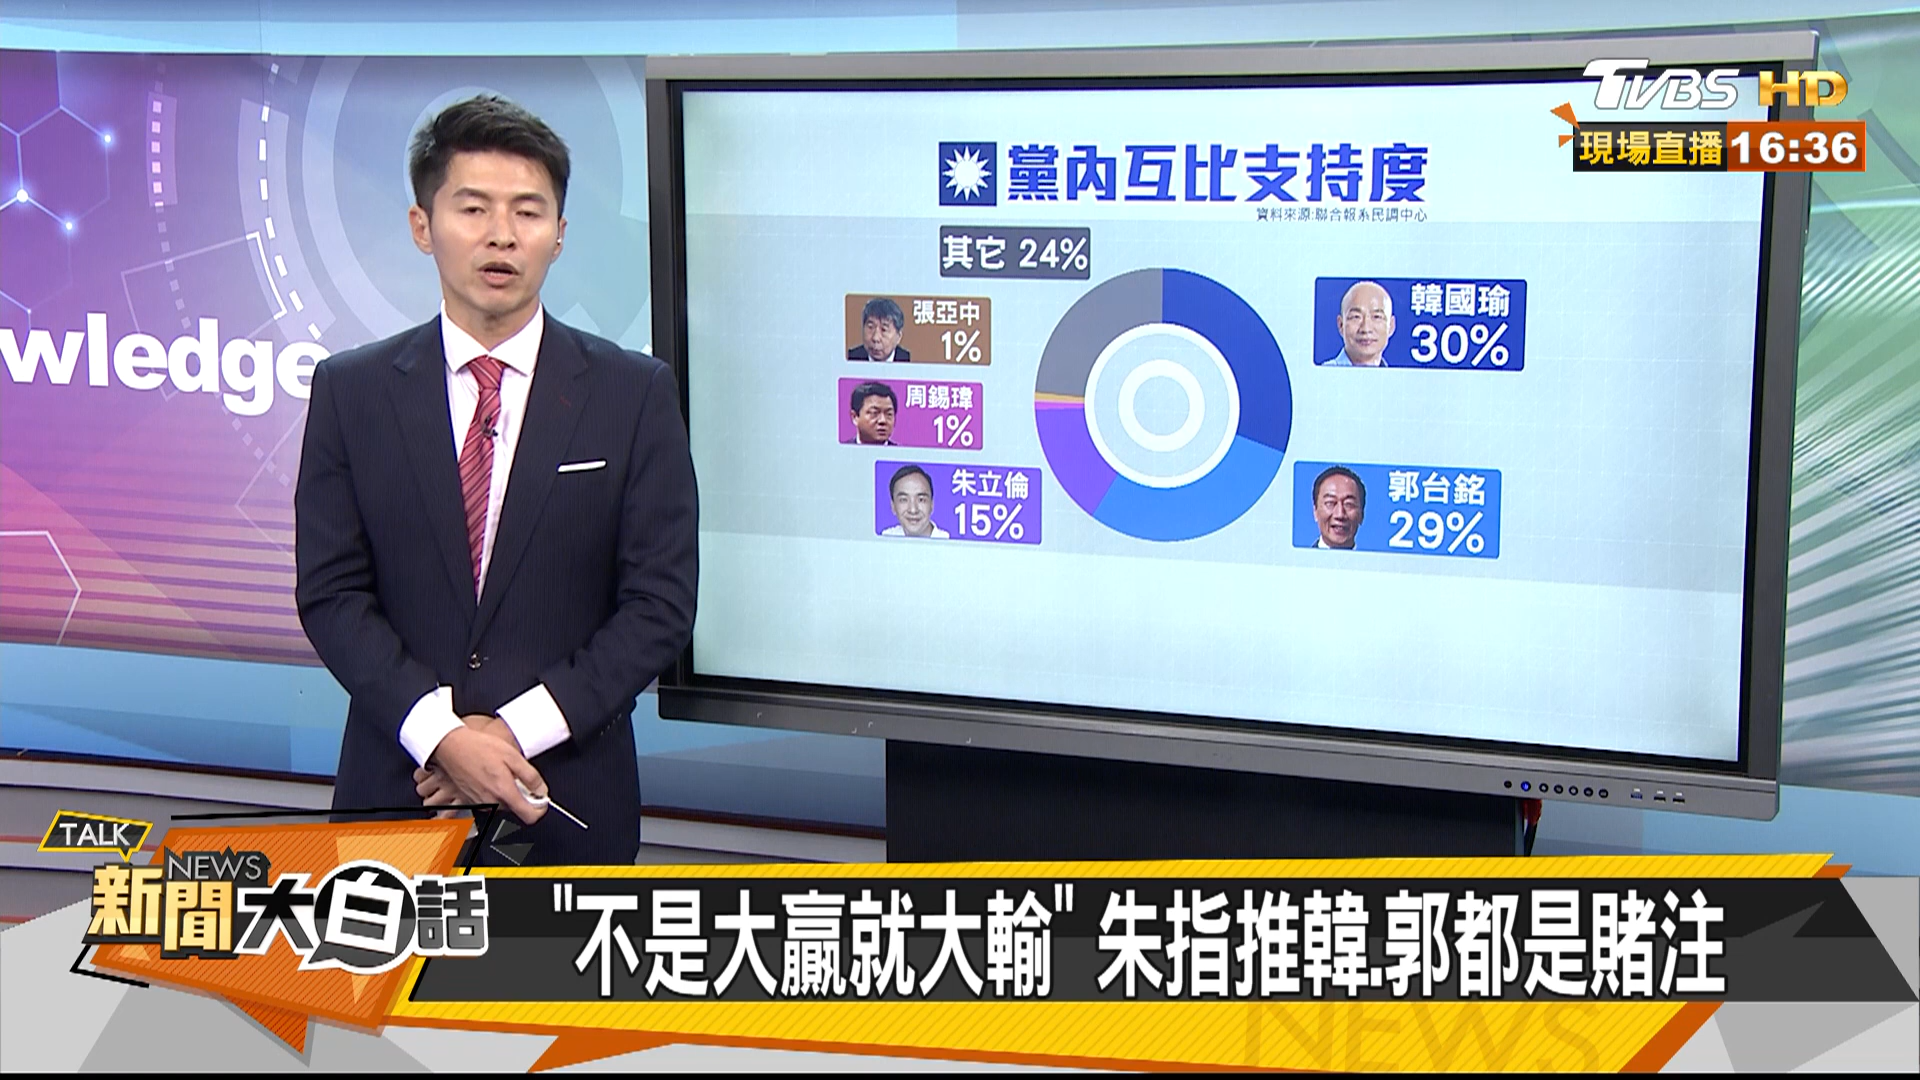 TVBS HD
現場直播 16:36
wledge
黨內互比支持度
資料來源:聯合報系民調中心
其它 24%
張亞中
1%
韓國瑜
30%
周錫瑋
1%
朱立倫
15%
郭台銘
29%
TALK
NEWS
新聞大白話
"不是大贏就大輸" 朱指推韓.郭都是賭注
NEWS